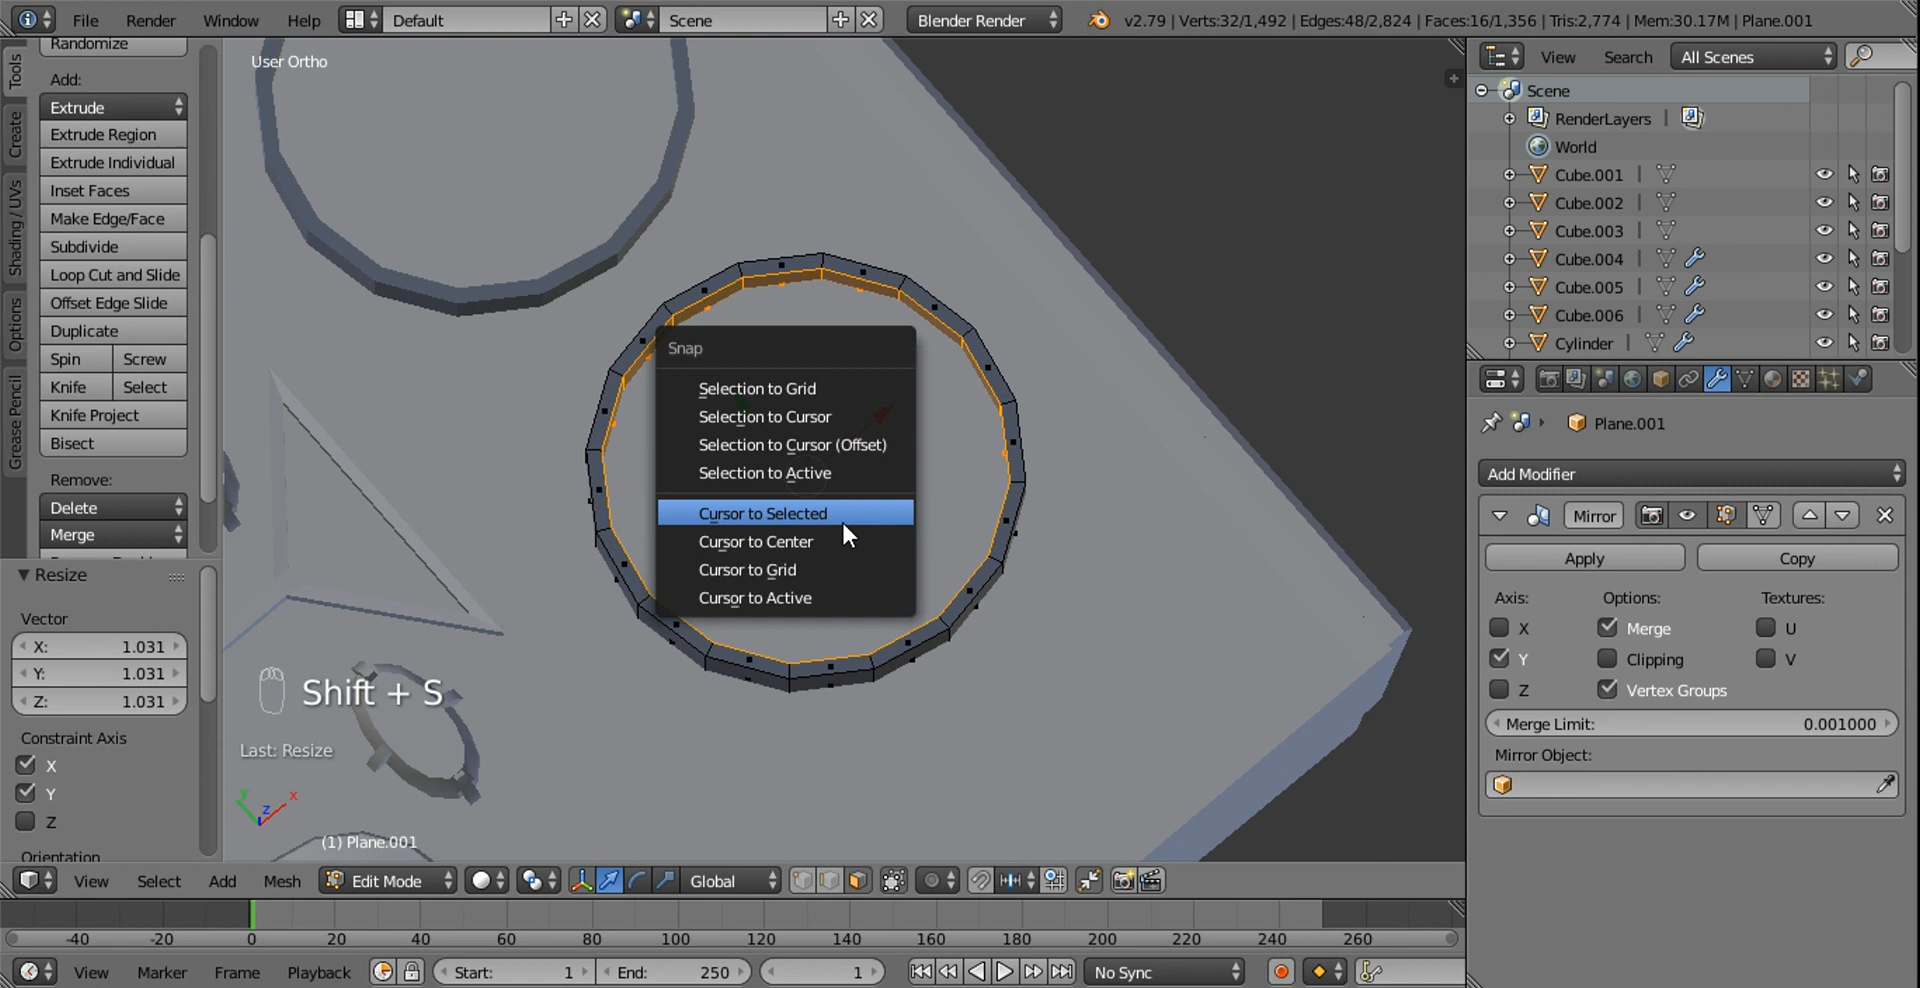 File Render Window Help Default Scene Blender Render v2.79 | Verts:32/1,492 | Edges:48/2,824 | Faces:16/1,356 | Tris:2,774 | Mem:30.17M | Plane.001
Tools
Create
Shading / UVs
Options
Grease Pencil
Randomize
Add:
Extrude
Extrude Region
Extrude Individual
Inset Faces
Make Edge/Face
Subdivide
Loop Cut and Slide
Offset Edge Slide
Duplicate
Spin Screw
Knife Select
Knife Project
Bisect
Remove:
Delete
Merge
Resize
Vector
X: 1.031
Y: 1.031
Z: 1.031
Constraint Axis
X
Y
Z
Orientation
User Ortho
Snap
Selection to Grid
Selection to Cursor
Selection to Cursor (Offset)
Selection to Active
Cursor to Selected
Cursor to Center
Cursor to Grid
Cursor to Active
Shift + S
Last: Resize
y z x
(1) Plane.001
View Search All Scenes
Scene
RenderLayers |
World
Cube.001 |
Cube.002 |
Cube.003 |
Cube.004 |
Cube.005 |
Cube.006 |
Cylinder |
Plane.001
Add Modifier
Mirror
Apply Copy
Axis: Options: Textures:
X Merge U
Y Clipping V
Z Vertex Groups
Merge Limit: 0.001000
Mirror Object:
View Select Add Mesh Edit Mode Global
-40 -20 0 20 40 60 80 100 120 140 160 180 200 220 240 260
View Marker Frame Playback Start: 1 End: 250 1 No Sync